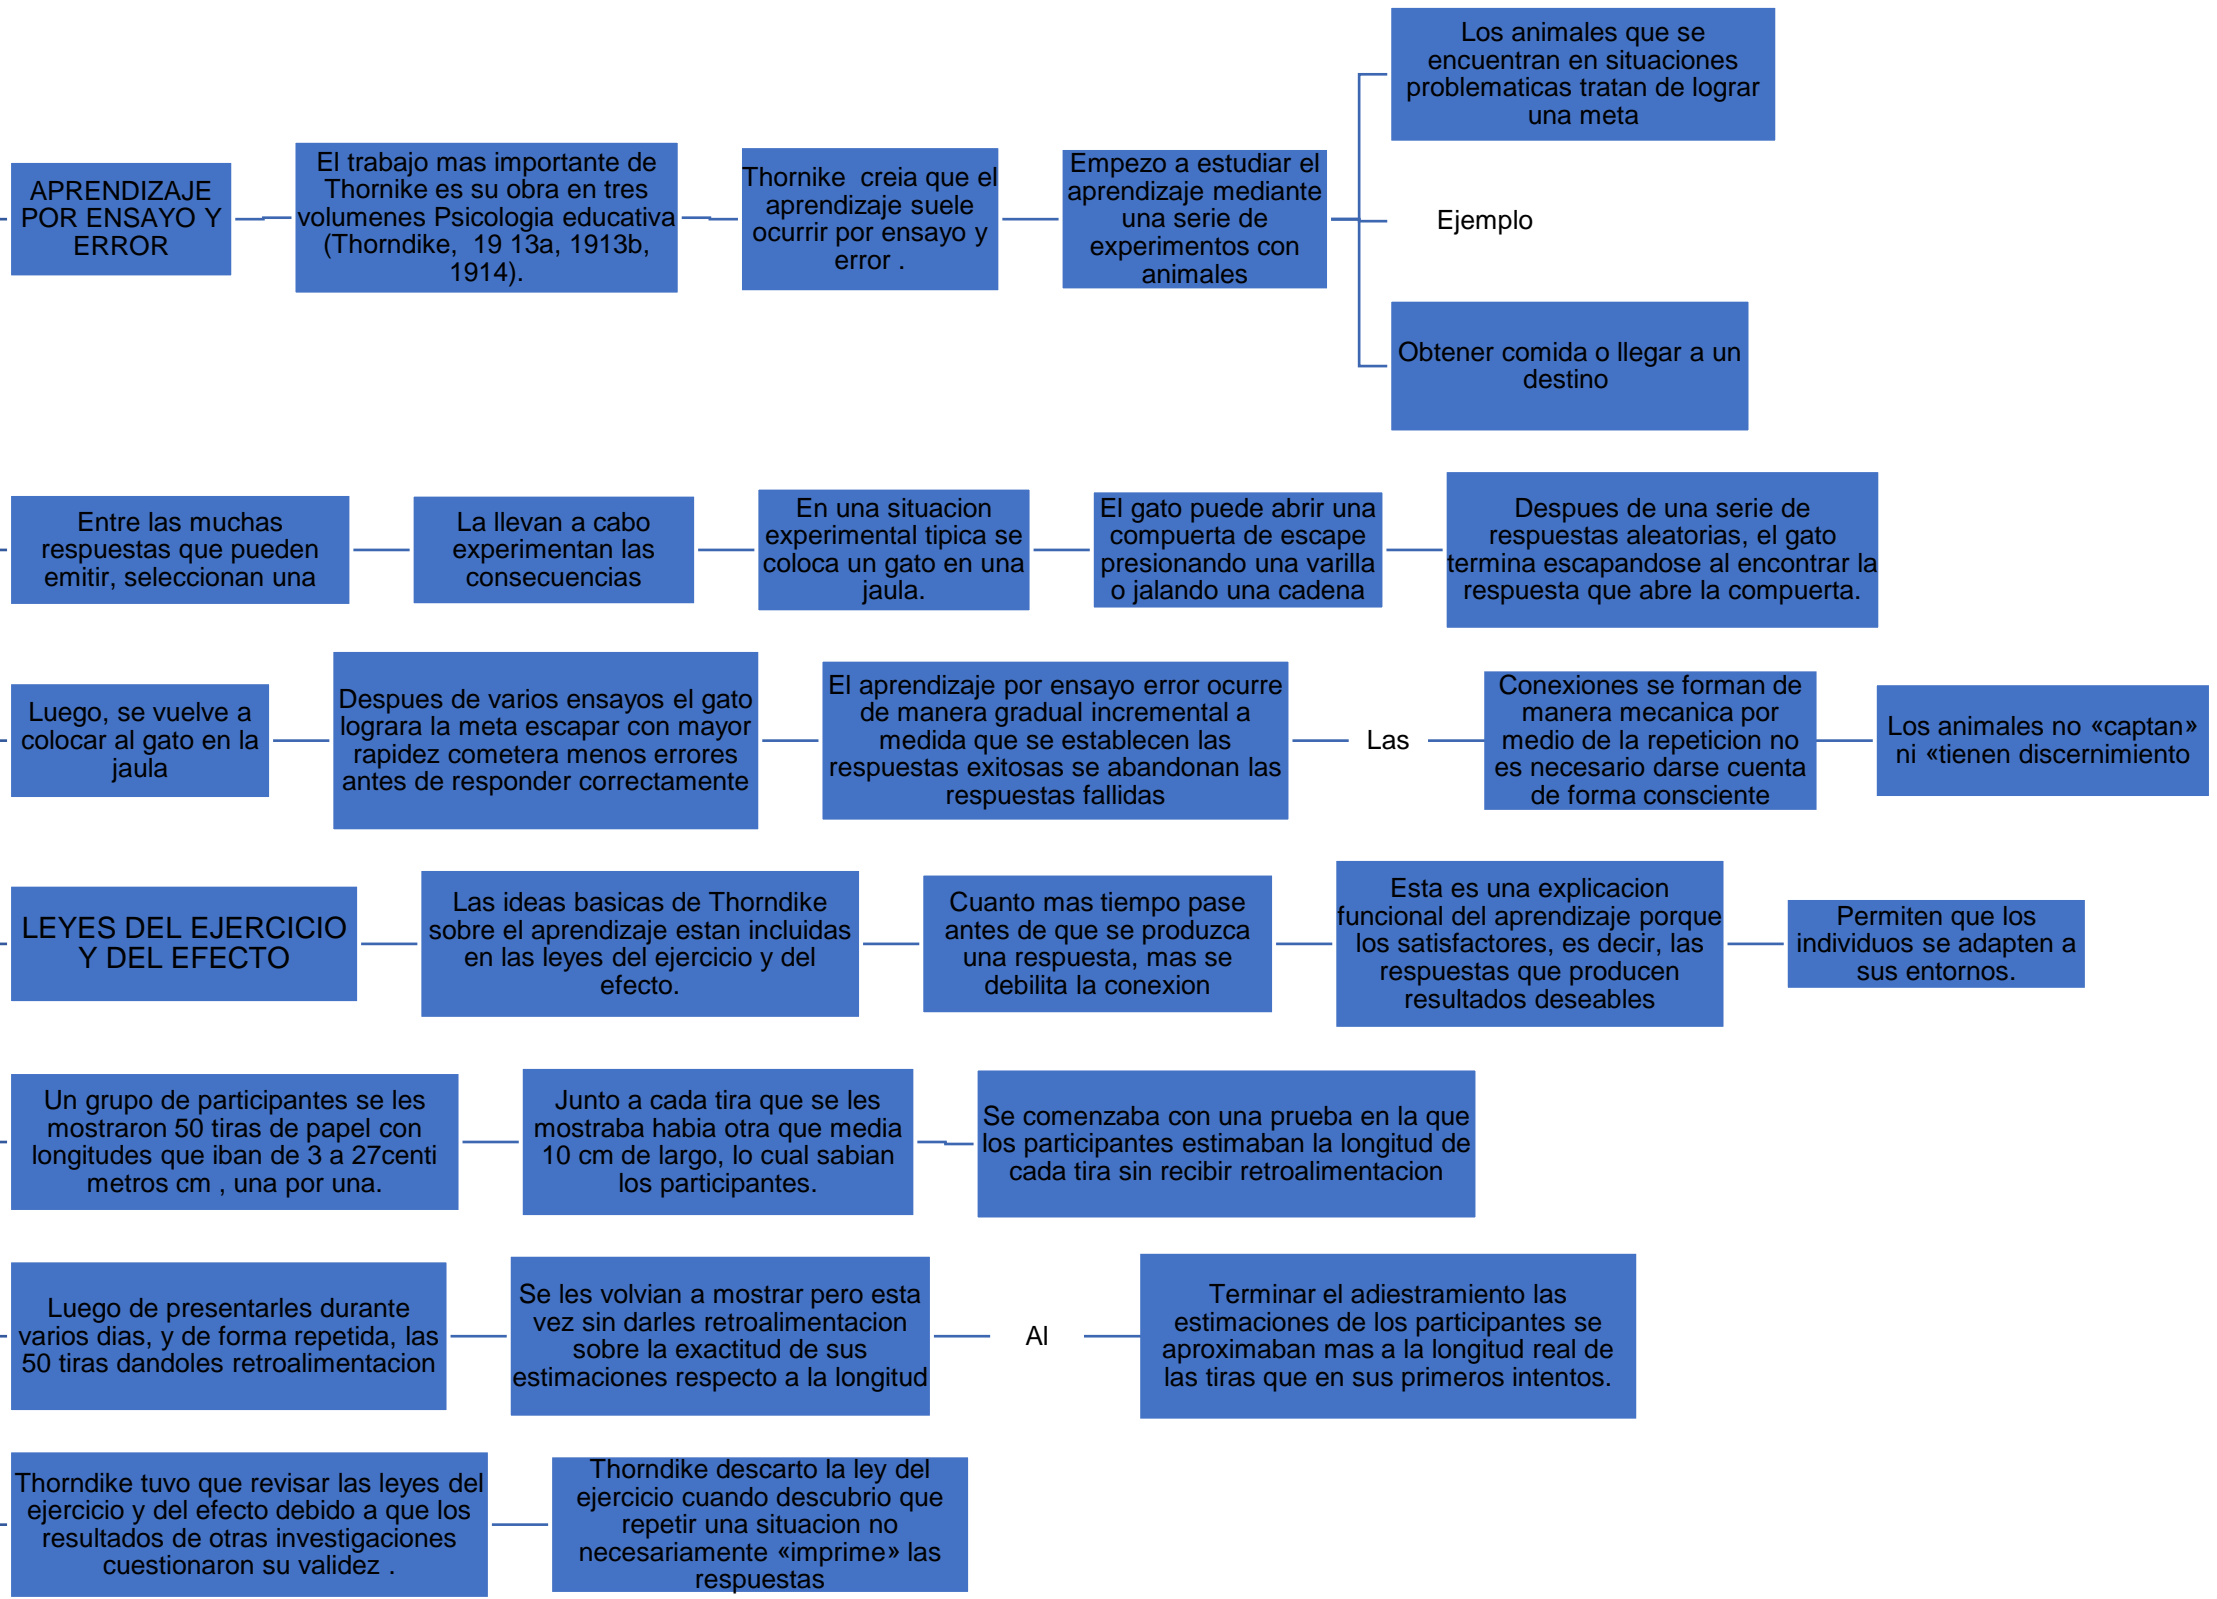 APRENDIZAJE
POR ENSAYO Y
ERROR
El trabajo mas importante de
Thornike es su obra en tres
volumenes Psicologia educativa
(Thorndike, 19 13a, 1913b,
1914).
Thornike creia que el
aprendizaje suele
ocurrir por ensayo y
error .
Empezo a estudiar el
aprendizaje mediante
una serie de
experimentos con
animales
Los animales que se
encuentran en situaciones
problematicas tratan de lograr
una meta
Ejemplo
Obtener comida o llegar a un
destino
Entre las muchas
respuestas que pueden
emitir, seleccionan una
La llevan a cabo
experimentan las
consecuencias
En una situacion
experimental tipica se
coloca un gato en una
jaula.
El gato puede abrir una
compuerta de escape
presionando una varilla
o jalando una cadena
Despues de una serie de
respuestas aleatorias, el gato
termina escapandose al encontrar la
respuesta que abre la compuerta.
Luego, se vuelve a
colocar al gato en la
jaula
Despues de varios ensayos el gato
lograra la meta escapar con mayor
rapidez cometera menos errores
antes de responder correctamente
El aprendizaje por ensayo error ocurre
de manera gradual incremental a
medida que se establecen las
respuestas exitosas se abandonan las
respuestas fallidas
Las
Conexiones se forman de
manera mecanica por
medio de la repeticion no
es necesario darse cuenta
de forma consciente
Los animales no «captan»
ni «tienen discernimiento
LEYES DEL EJERCICIO
Y DEL EFECTO
Las ideas basicas de Thorndike
sobre el aprendizaje estan incluidas
en las leyes del ejercicio y del
efecto.
Cuanto mas tiempo pase
antes de que se produzca
una respuesta, mas se
debilita la conexion
Esta es una explicacion
funcional del aprendizaje porque
los satisfactores, es decir, las
respuestas que producen
resultados deseables
Permiten que los
individuos se adapten a
sus entornos.
Un grupo de participantes se les
mostraron 50 tiras de papel con
longitudes que iban de 3 a 27centi
metros cm , una por una.
Junto a cada tira que se les
mostraba habia otra que media
10 cm de largo, lo cual sabian
los participantes.
Se comenzaba con una prueba en la que
los participantes estimaban la longitud de
cada tira sin recibir retroalimentacion
Luego de presentarles durante
varios dias, y de forma repetida, las
50 tiras dandoles retroalimentacion
Se les volvian a mostrar pero esta
vez sin darles retroalimentacion
sobre la exactitud de sus
estimaciones respecto a la longitud
Al
Terminar el adiestramiento las
estimaciones de los participantes se
aproximaban mas a la longitud real de
las tiras que en sus primeros intentos.
Thorndike tuvo que revisar las leyes del
ejercicio y del efecto debido a que los
resultados de otras investigaciones
cuestionaron su validez .
Thorndike descarto la ley del
ejercicio cuando descubrio que
repetir una situacion no
necesariamente «imprime» las
respuestas